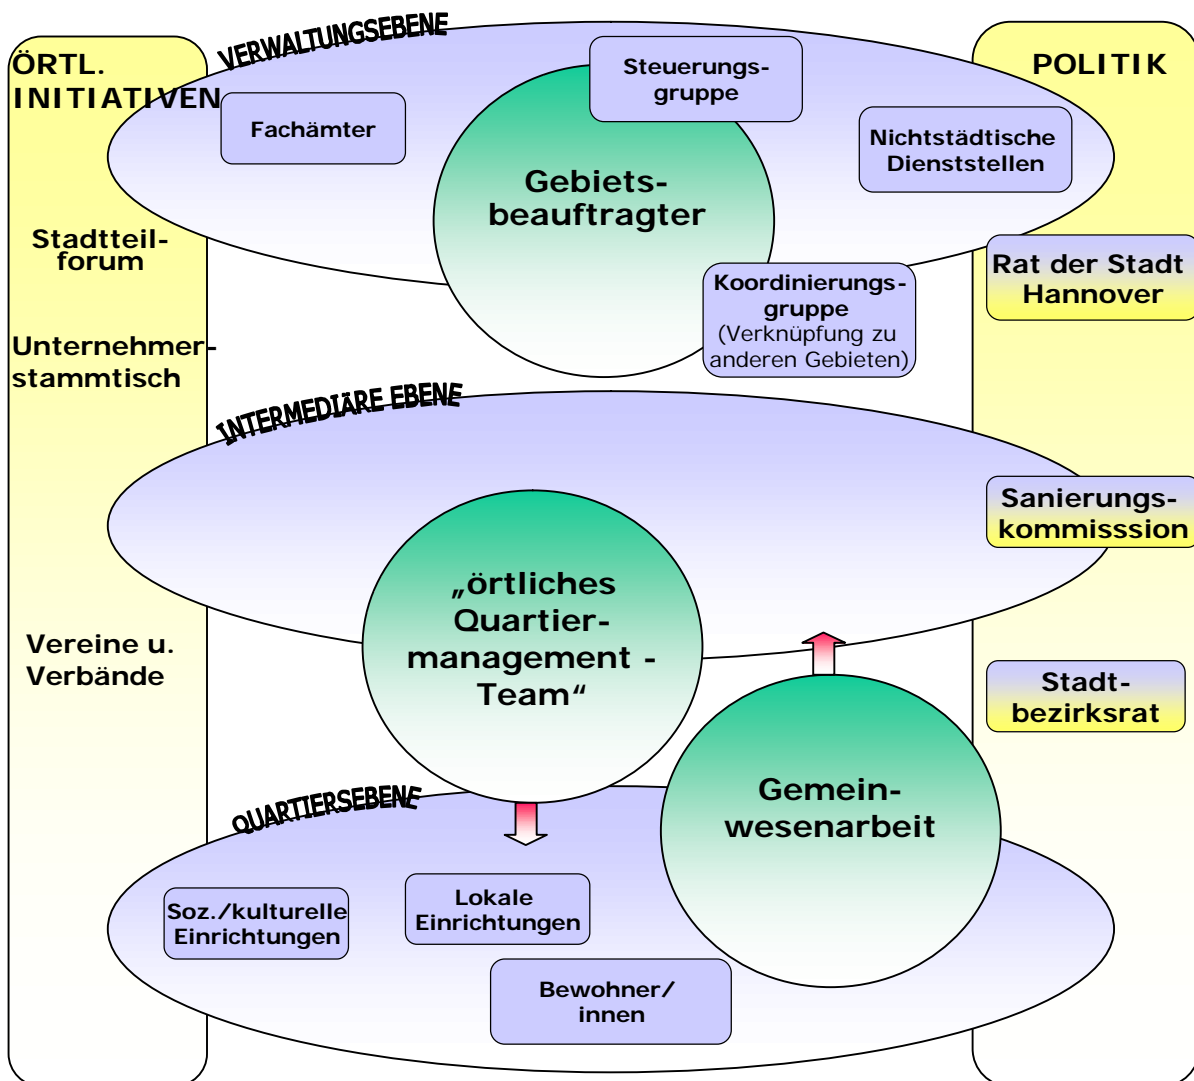 VERWALTUNGSEBENE
ÖRTL.
INITIATIVEN
POLITIK
Steuerungs-
gruppe
Fachämter
Nichtstädtische
Dienststellen
Gebiets-
beauftragter
Stadtteil-
forum
Rat der Stadt
Hannover
Koordinierungs-
gruppe
(Verknüpfung zu
anderen Gebieten)
Unternehmer-
stammtisch
INTERMEDIÄRE EBENE
Sanierungs-
kommisssion
„örtliches
Quartier-
management -
Team“
Vereine u.
Verbände
Stadt-
bezirksrat
QUARTIERSEBENE
Gemein-
wesenarbeit
Soz./kulturelle
Einrichtungen
Lokale
Einrichtungen
Bewohner/
innen